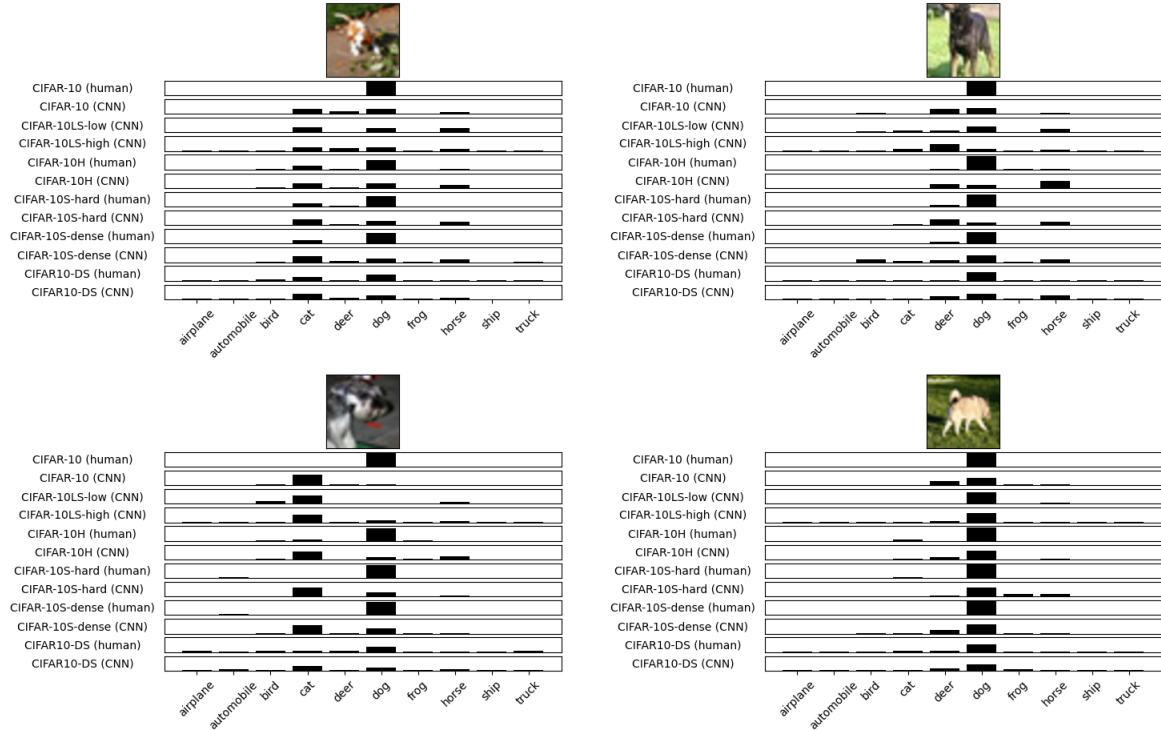 CIFAR-10 (human)
CIFAR-10 (CNN)
CIFAR-10LS-low (CNN)
CIFAR-10LS-high (CNN)
CIFAR-10H (human)
CIFAR-10H (CNN)
CIFAR-10S-hard (human)
CIFAR-10S-hard (CNN)
CIFAR-10S-dense (human)
CIFAR-10S-dense (CNN)
CIFAR10-DS (human)
CIFAR10-DS (CNN)
airplane automobile bird cat deer dog frog horse ship truck
CIFAR-10 (human)
CIFAR-10 (CNN)
CIFAR-10LS-low (CNN)
CIFAR-10LS-high (CNN)
CIFAR-10H (human)
CIFAR-10H (CNN)
CIFAR-10S-hard (human)
CIFAR-10S-hard (CNN)
CIFAR-10S-dense (human)
CIFAR-10S-dense (CNN)
CIFAR10-DS (human)
CIFAR10-DS (CNN)
airplane automobile bird cat deer dog frog horse ship truck
CIFAR-10 (human)
CIFAR-10 (CNN)
CIFAR-10LS-low (CNN)
CIFAR-10LS-high (CNN)
CIFAR-10H (human)
CIFAR-10H (CNN)
CIFAR-10S-hard (human)
CIFAR-10S-hard (CNN)
CIFAR-10S-dense (human)
CIFAR-10S-dense (CNN)
CIFAR10-DS (human)
CIFAR10-DS (CNN)
airplane automobile bird cat deer dog frog horse ship truck
CIFAR-10 (human)
CIFAR-10 (CNN)
CIFAR-10LS-low (CNN)
CIFAR-10LS-high (CNN)
CIFAR-10H (human)
CIFAR-10H (CNN)
CIFAR-10S-hard (human)
CIFAR-10S-hard (CNN)
CIFAR-10S-dense (human)
CIFAR-10S-dense (CNN)
CIFAR10-DS (human)
CIFAR10-DS (CNN)
airplane automobile bird cat deer dog frog horse ship truck